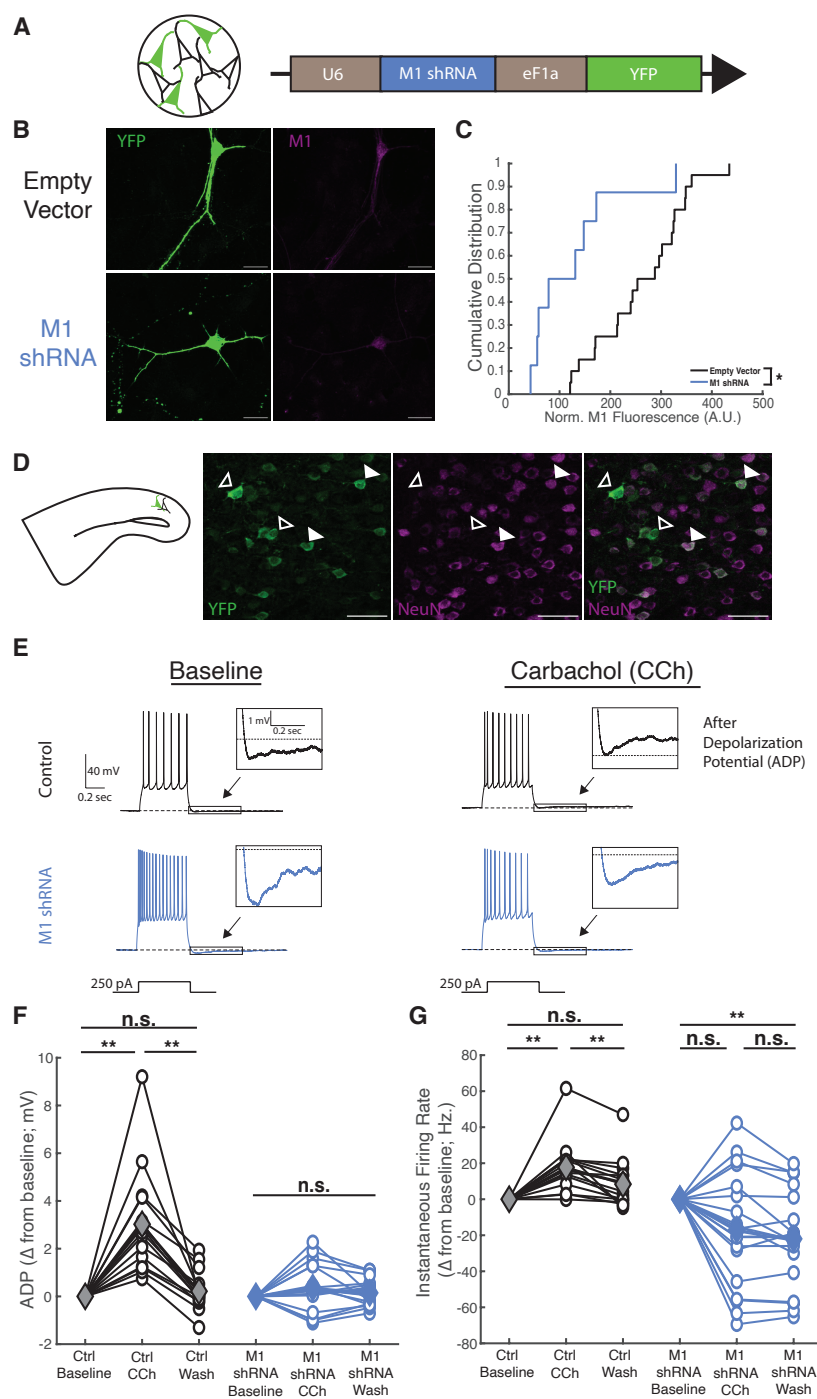 A
U6
M1 shRNA
eF1a
YFP
B
YFP
M1
Empty
Vector
M1
shRNA
C
Cumulative Distribution
1
0.9
0.8
0.7
0.6
0.5
0.4
0.3
0.2
0.1
0
0
100
200
300
400
500
Norm. M1 Fluorescence (A.U.)
Empty Vector
M1 shRNA
*
D
YFP
NeuN
YFP
NeuN
E
Baseline
Carbachol (CCh)
Control
40 mV
0.2 sec
1 mV
0.2 sec
After
Depolarization
Potential (ADP)
M1 shRNA
250 pA
250 pA
F
n.s.
**
**
n.s.
ADP (Δ from baseline; mV)
10
8
6
4
2
0
-2
Ctrl
Baseline
Ctrl
CCh
Ctrl
Wash
M1
shRNA
Baseline
M1
shRNA
CCh
M1
shRNA
Wash
G
n.s.
**
**
**
n.s.
n.s.
Instantaneous Firing Rate
(Δ from baseline; Hz.)
80
60
40
20
0
-20
-40
-60
-80
Ctrl
Baseline
Ctrl
CCh
Ctrl
Wash
M1
shRNA
Baseline
M1
shRNA
CCh
M1
shRNA
Wash